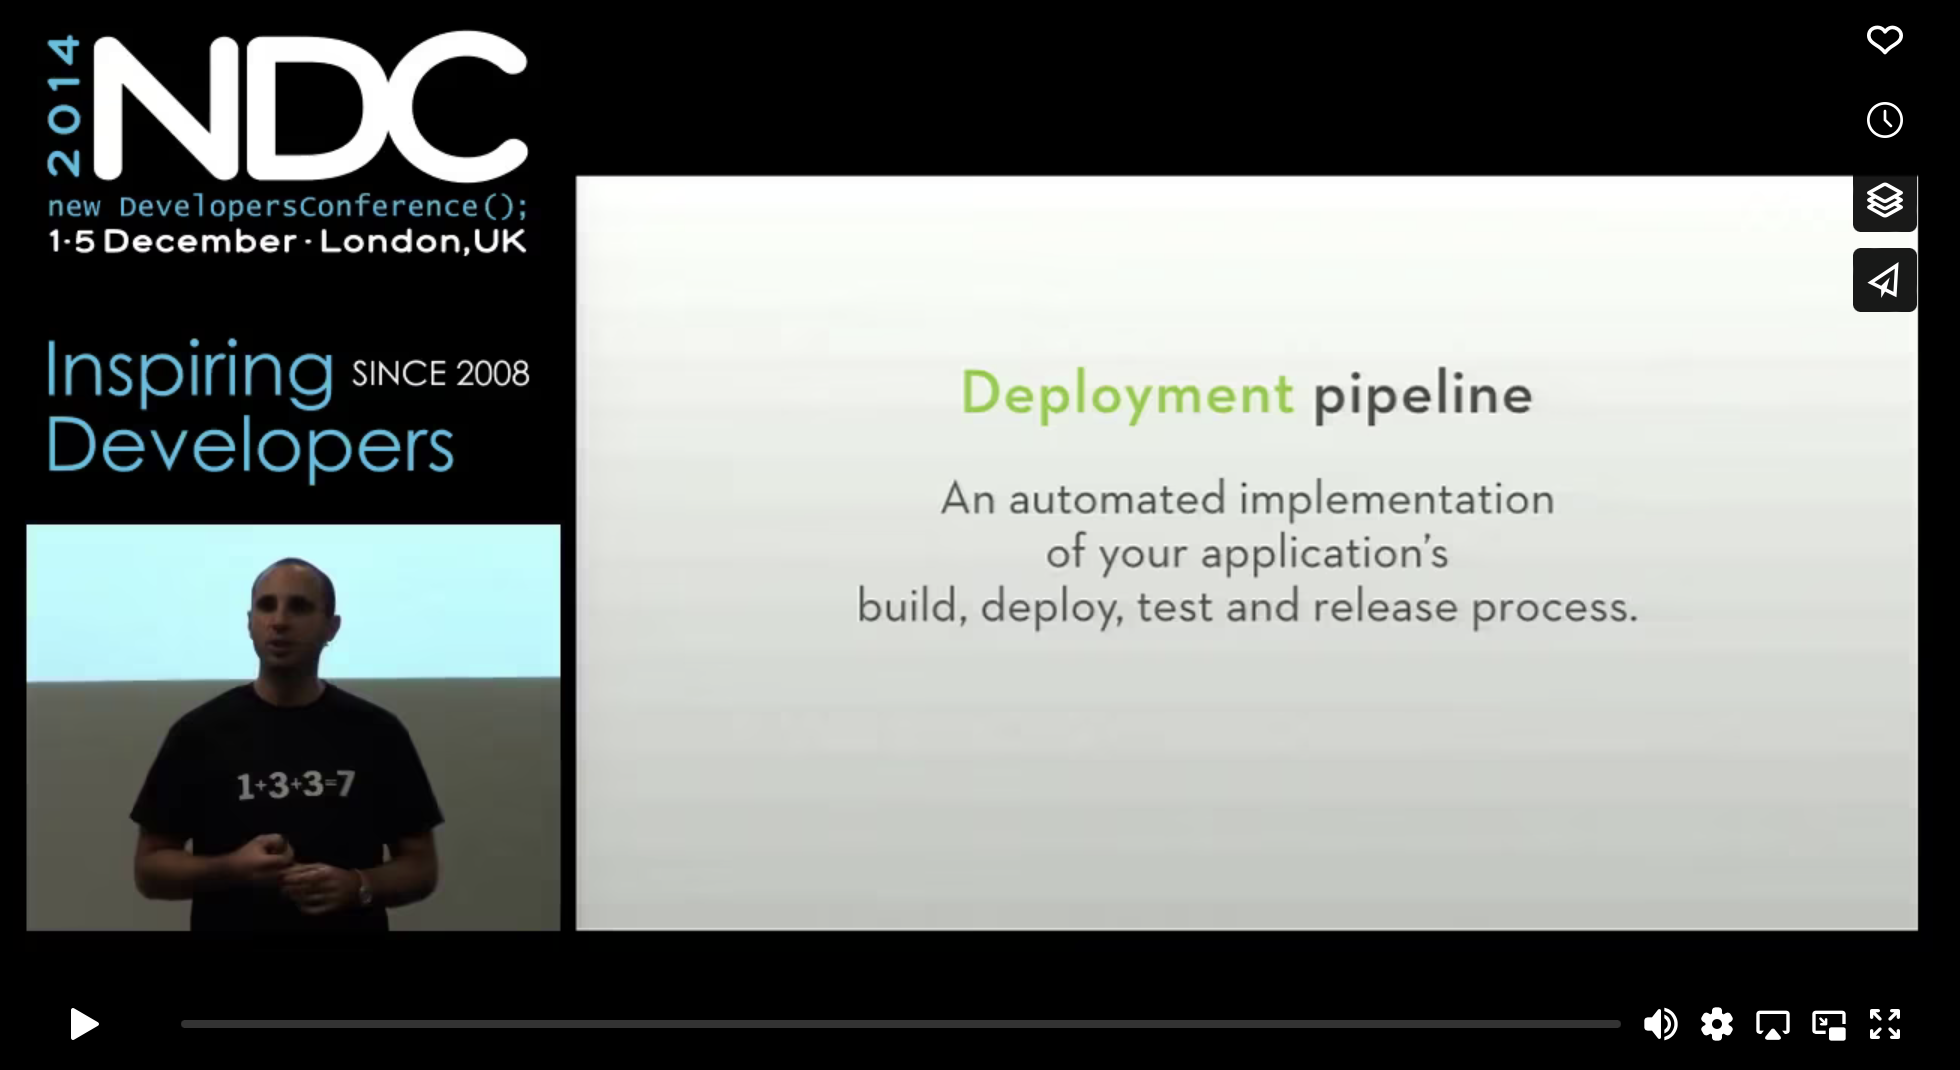 2014
NDC
new DevelopersConference();
1·5 December · London,UK
Inspiring SINCE 2008
Developers
1+3+3=7
Deployment pipeline
An automated implementation
of your application's
build, deploy, test and release process.